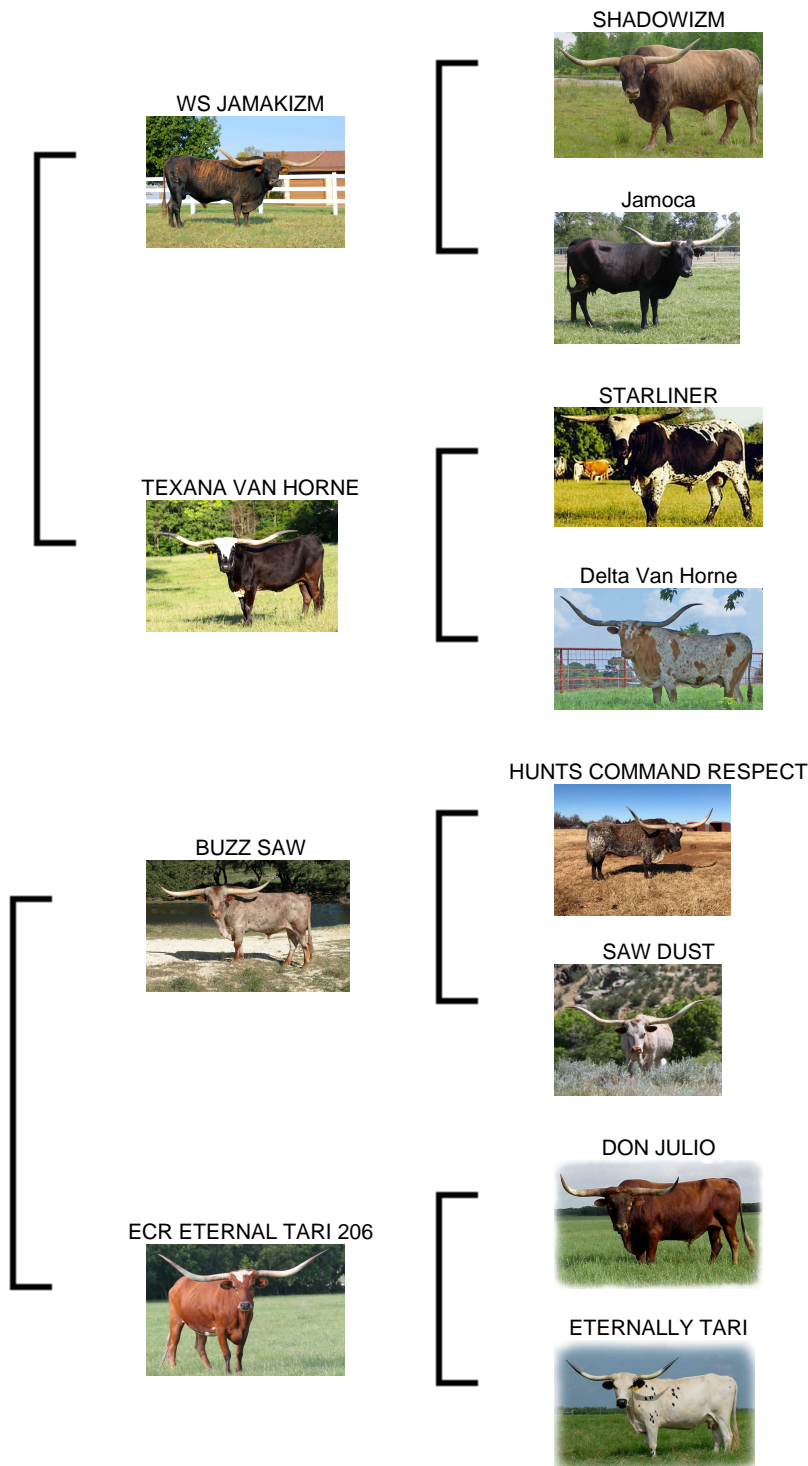 SHADOWIZM
WS JAMAKIZM
Jamoca
STARLINER
TEXANA VAN HORNE
Delta Van Horne
HUNTS COMMAND RESPECT
BUZZ SAW
SAW DUST
DON JULIO
ECR ETERNAL TARI 206
ETERNALLY TARI